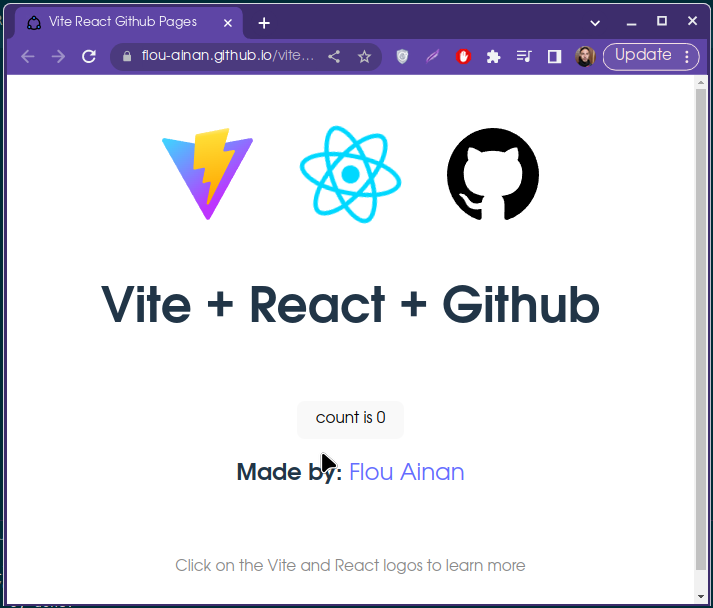 Vite React Github Pages
flou-ainan.github.io/vite...
Update
Vite + React + Github
count is 0
Made by: Flou Ainan
Click on the Vite and React logos to learn more